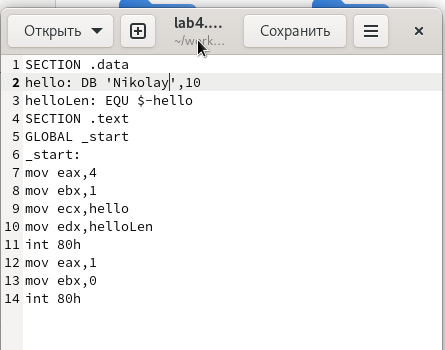 Открыть
lab4....
~/work...
Сохранить
1 SECTION .data
2 hello: DB 'Nikolay',10
3 helloLen: EQU $-hello
4 SECTION .text
5 GLOBAL _start
6 _start:
7 mov eax,4
8 mov ebx,1
9 mov ecx,hello
10 mov edx,helloLen
11 int 80h
12 mov eax,1
13 mov ebx,0
14 int 80h